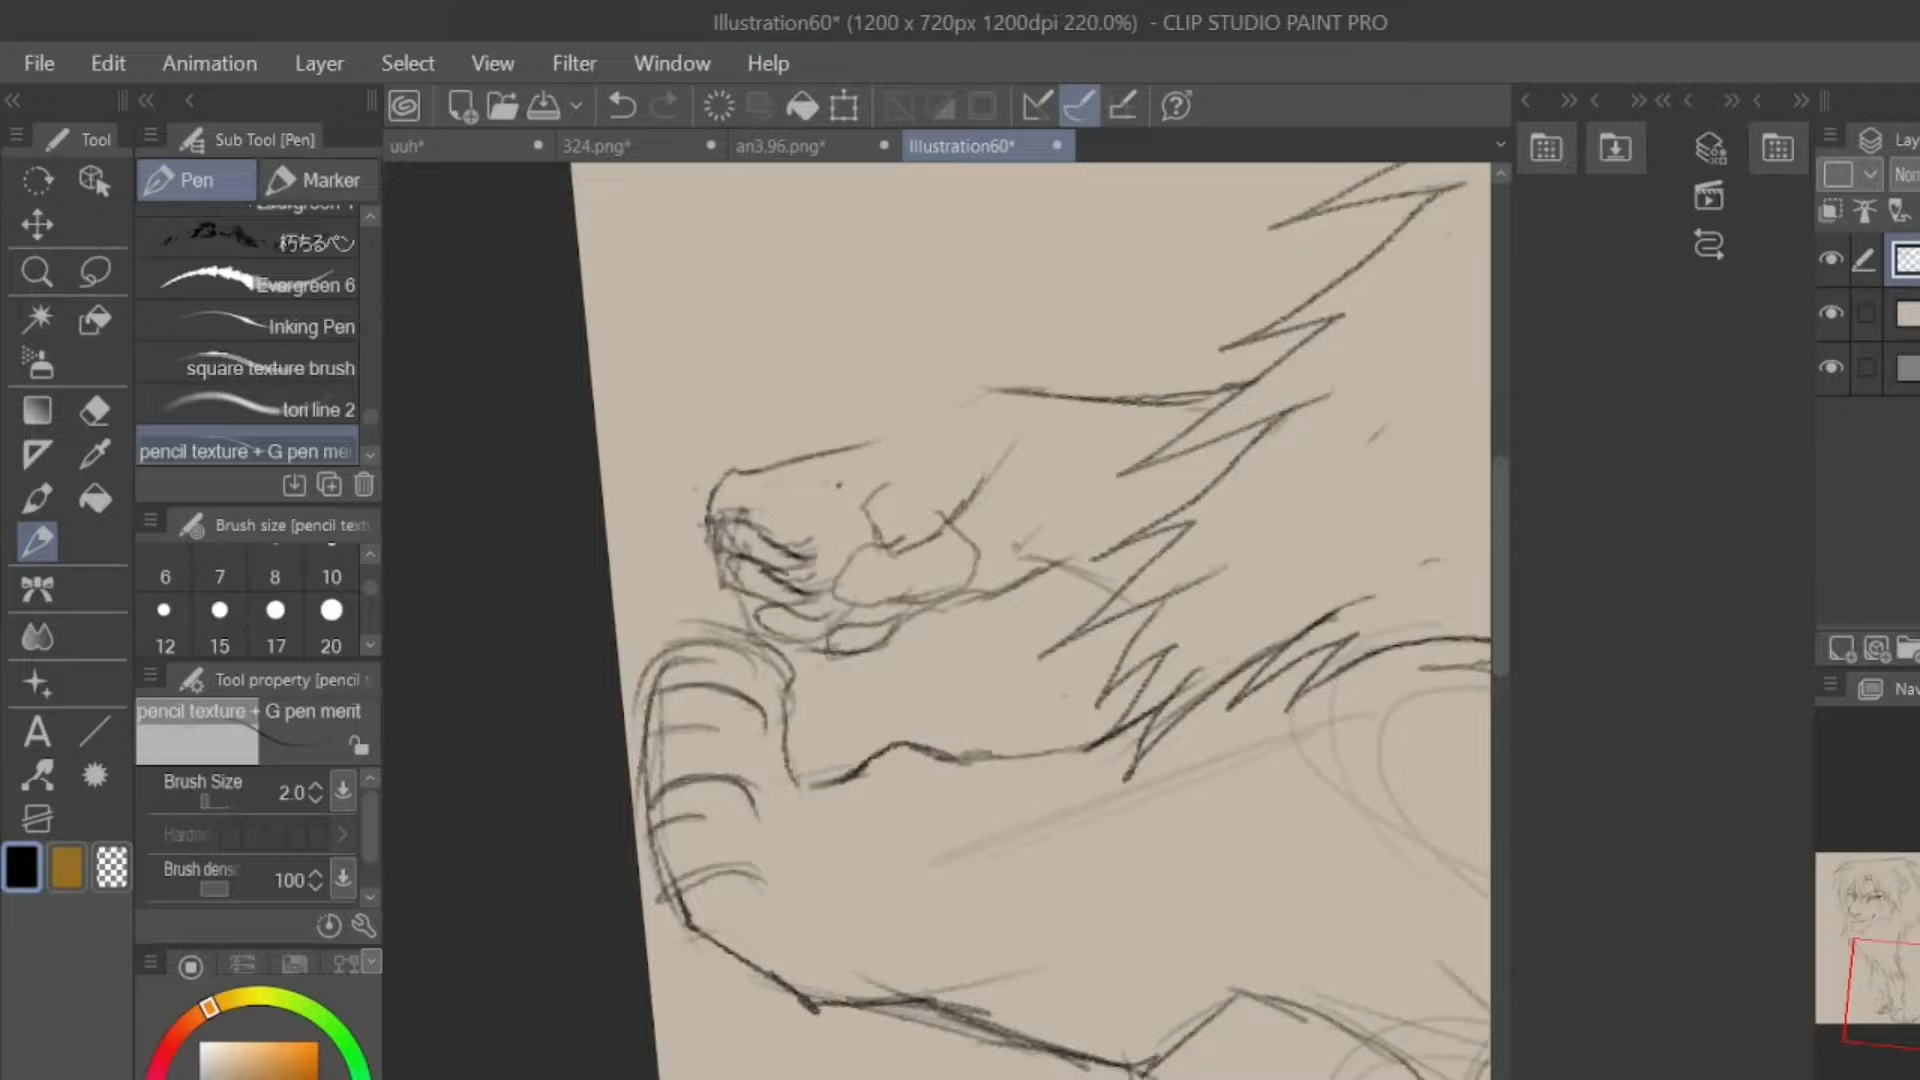 Illustration60* (1200 x 720px 1200dpi 220.0%) - CLIP STUDIO PAINT PRO
File Edit Animation Layer Select View Filter Window Help
uuh* 324.png* an3.96.png* Illustration60*
Tool
Sub Tool [Pen]
Pen Marker
朽ちるペン
Evergreen 6
Inking Pen
square texture brush
tori line 2
pencil texture + G pen mer
Brush size [pencil text
6 7 8 10
12 15 17 20
Tool property [pencil t
pencil texture + G pen merit
Brush Size 2.0
Hardn
Brush dens 100
Lay
Nor
Nav